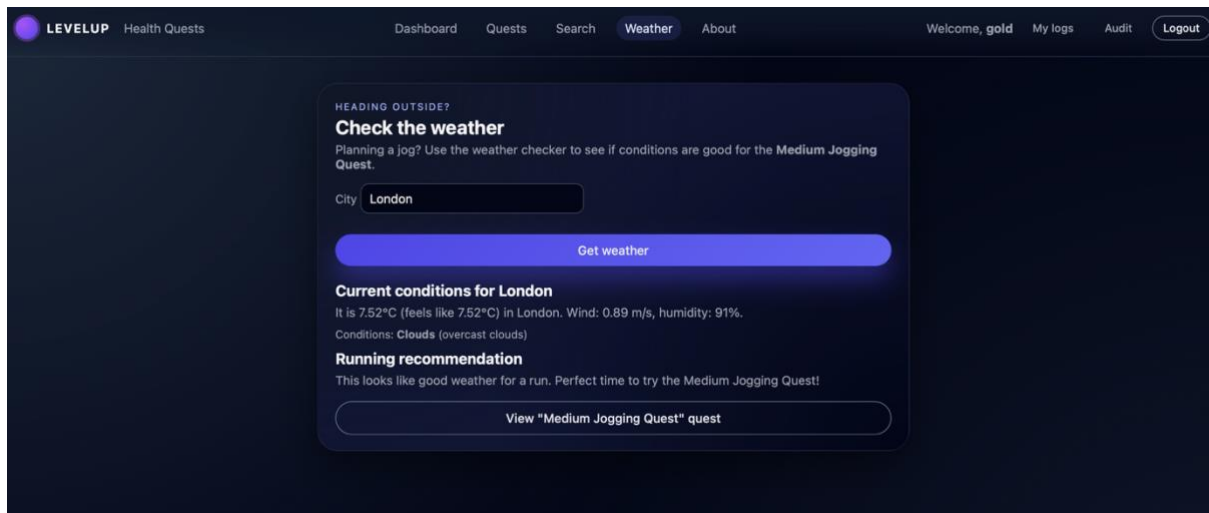 LEVELUP Health Quests Dashboard Quests Search Weather About Welcome, gold My logs Audit Logout
HEADING OUTSIDE?
Check the weather
Planning a jog? Use the weather checker to see if conditions are good for the Medium Jogging
Quest.
City London
Get weather
Current conditions for London
It is 7.52°C (feels like 7.52°C) in London. Wind: 0.89 m/s, humidity: 91%.
Conditions: Clouds (overcast clouds)
Running recommendation
This looks like good weather for a run. Perfect time to try the Medium Jogging Quest!
View "Medium Jogging Quest" quest